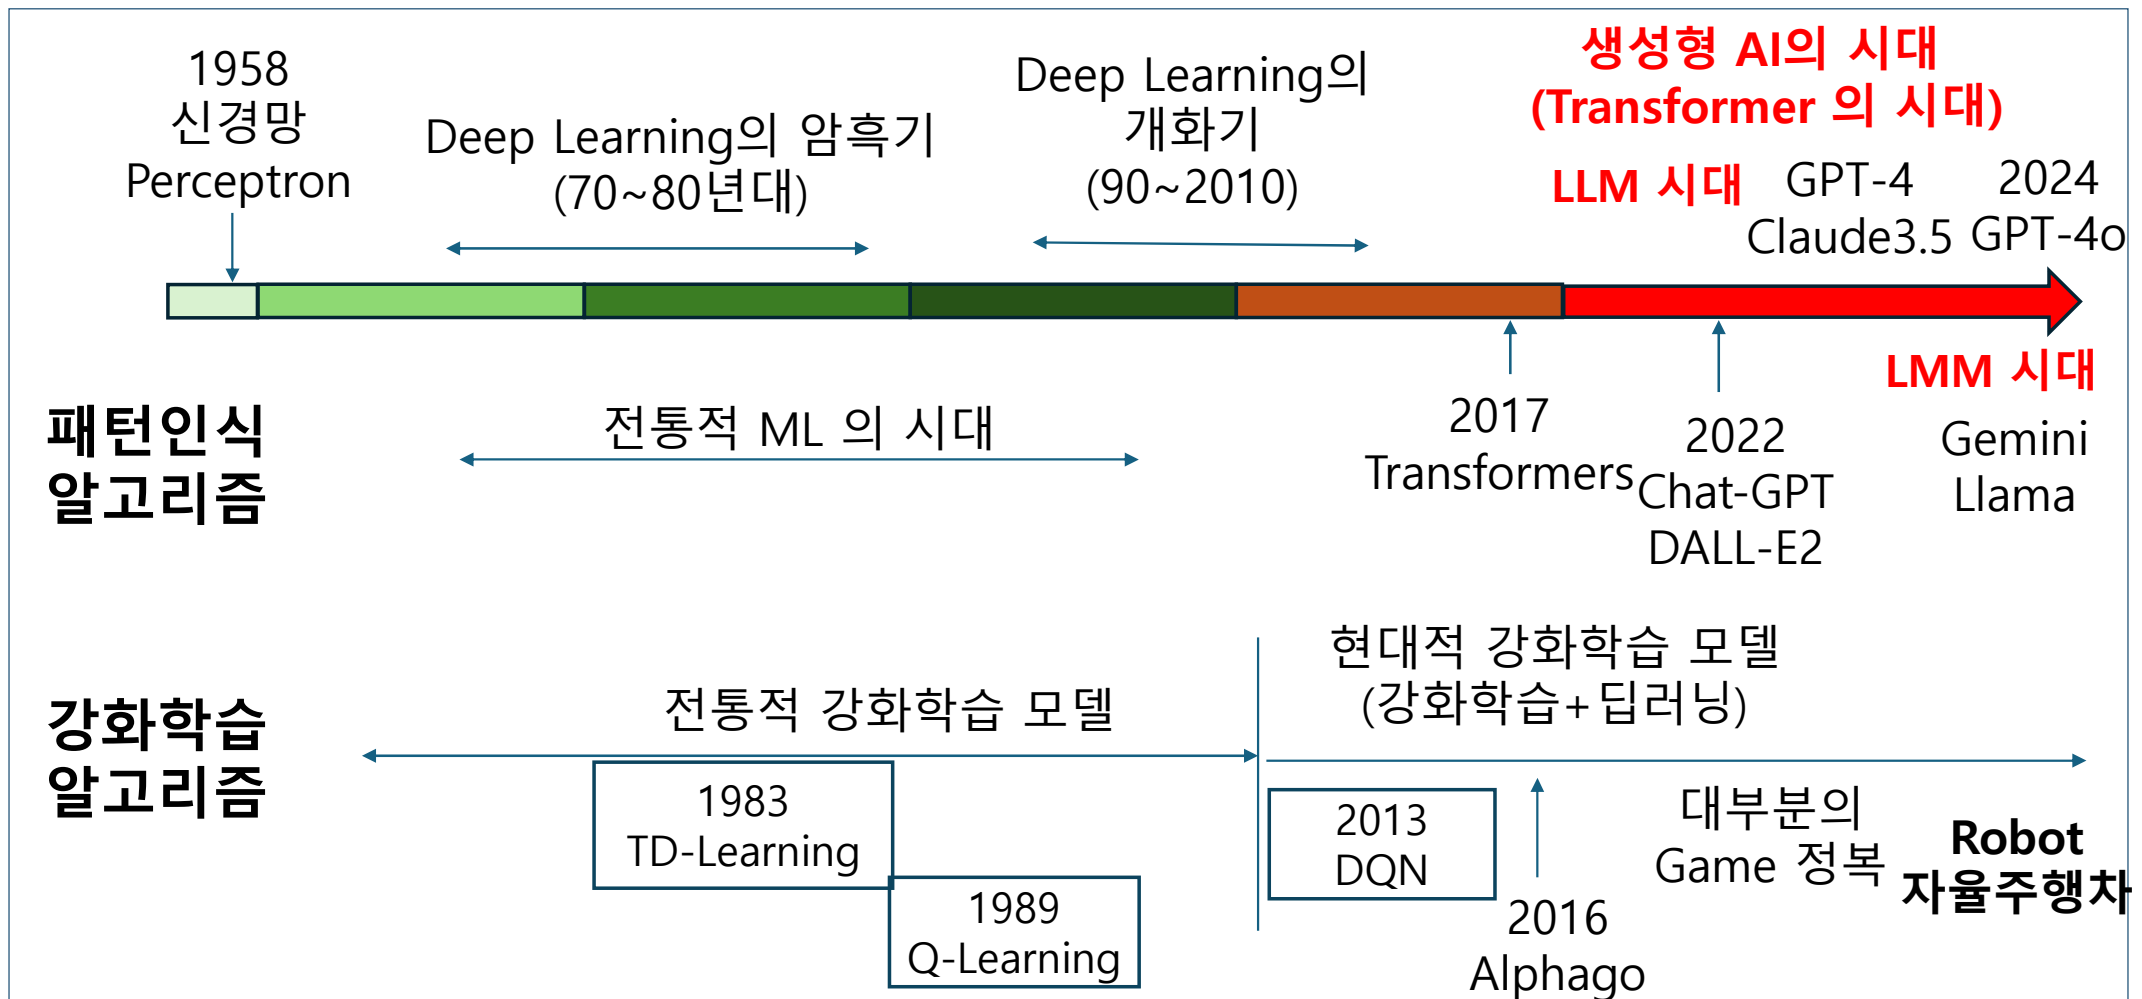 1958
신경망
Perceptron
Deep Learning의 암흑기
(70~80년대)
Deep Learning의
개화기
(90~2010)
생성형 AI의 시대
(Transformer 의 시대)
LLM 시대
GPT-4
Claude3.5
2024
GPT-4o
LMM 시대
Gemini
Llama
패턴인식
알고리즘
전통적 ML 의 시대
2017
Transformers
2022
Chat-GPT
DALL-E2
강화학습
알고리즘
전통적 강화학습 모델
1983
TD-Learning
1989
Q-Learning
현대적 강화학습 모델
(강화학습+딥러닝)
2013
DQN
2016
Alphago
대부분의
Game 정복
Robot
자율주행차